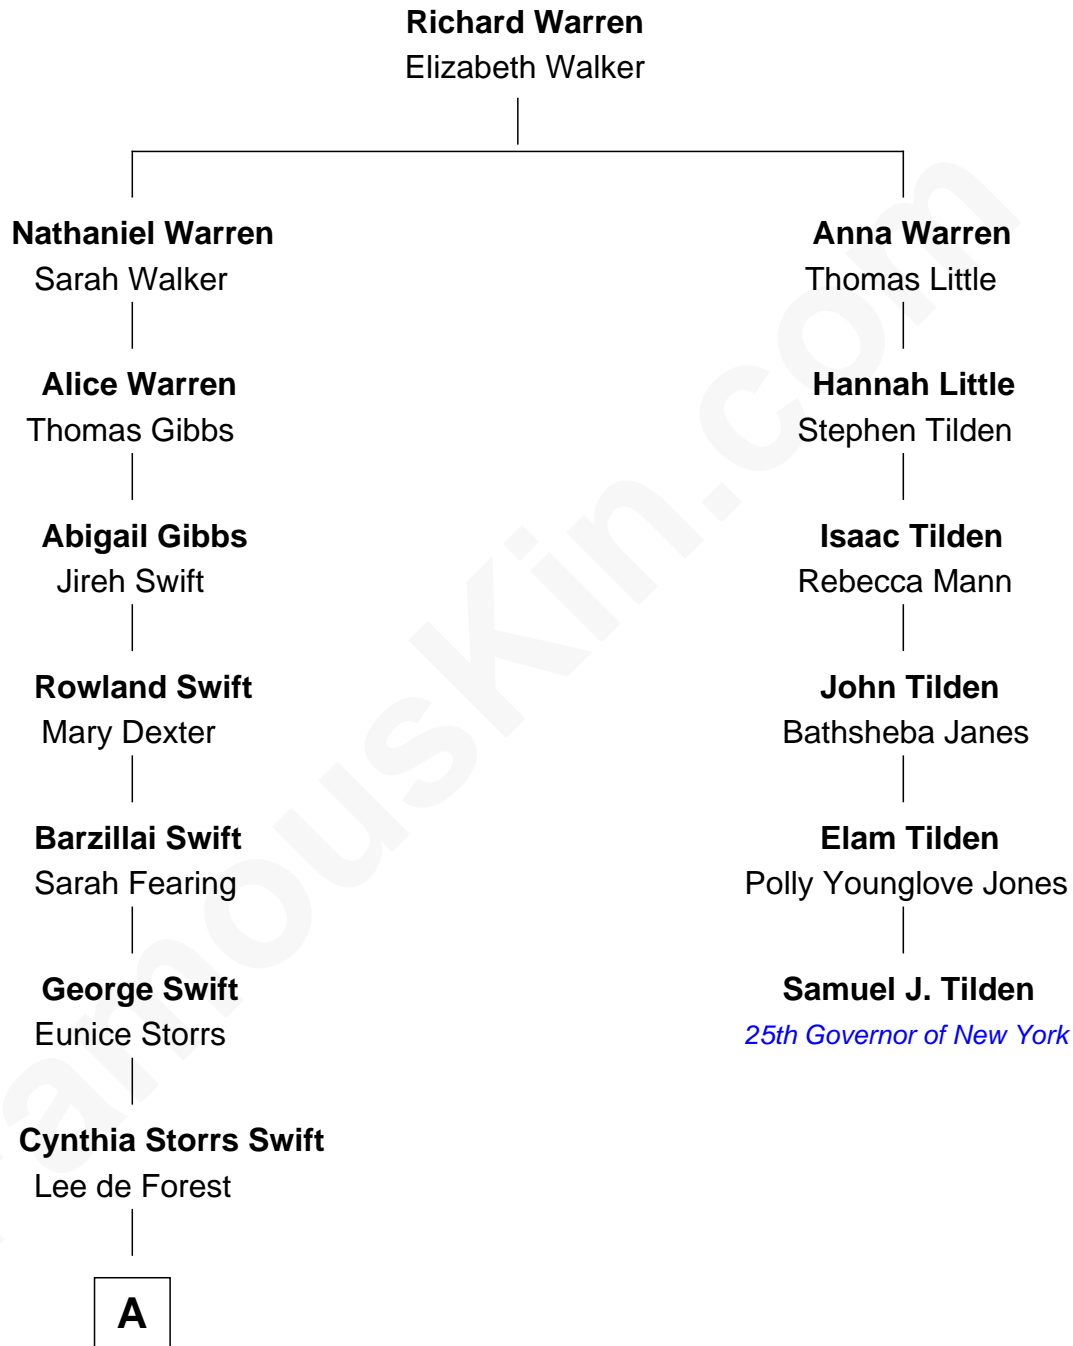 Richard Warren
Elizabeth Walker
Nathaniel Warren
Sarah Walker
Anna Warren
Thomas Little
Alice Warren
Thomas Gibbs
Hannah Little
Stephen Tilden
Abigail Gibbs
Jireh Swift
Isaac Tilden
Rebecca Mann
Rowland Swift
Mary Dexter
John Tilden
Bathsheba Janes
Barzillai Swift
Sarah Fearing
Elam Tilden
Polly Younglove Jones
George Swift
Eunice Storrs
Samuel J. Tilden
25th Governor of New York
Cynthia Storrs Swift
Lee de Forest
A
FamousKin.com